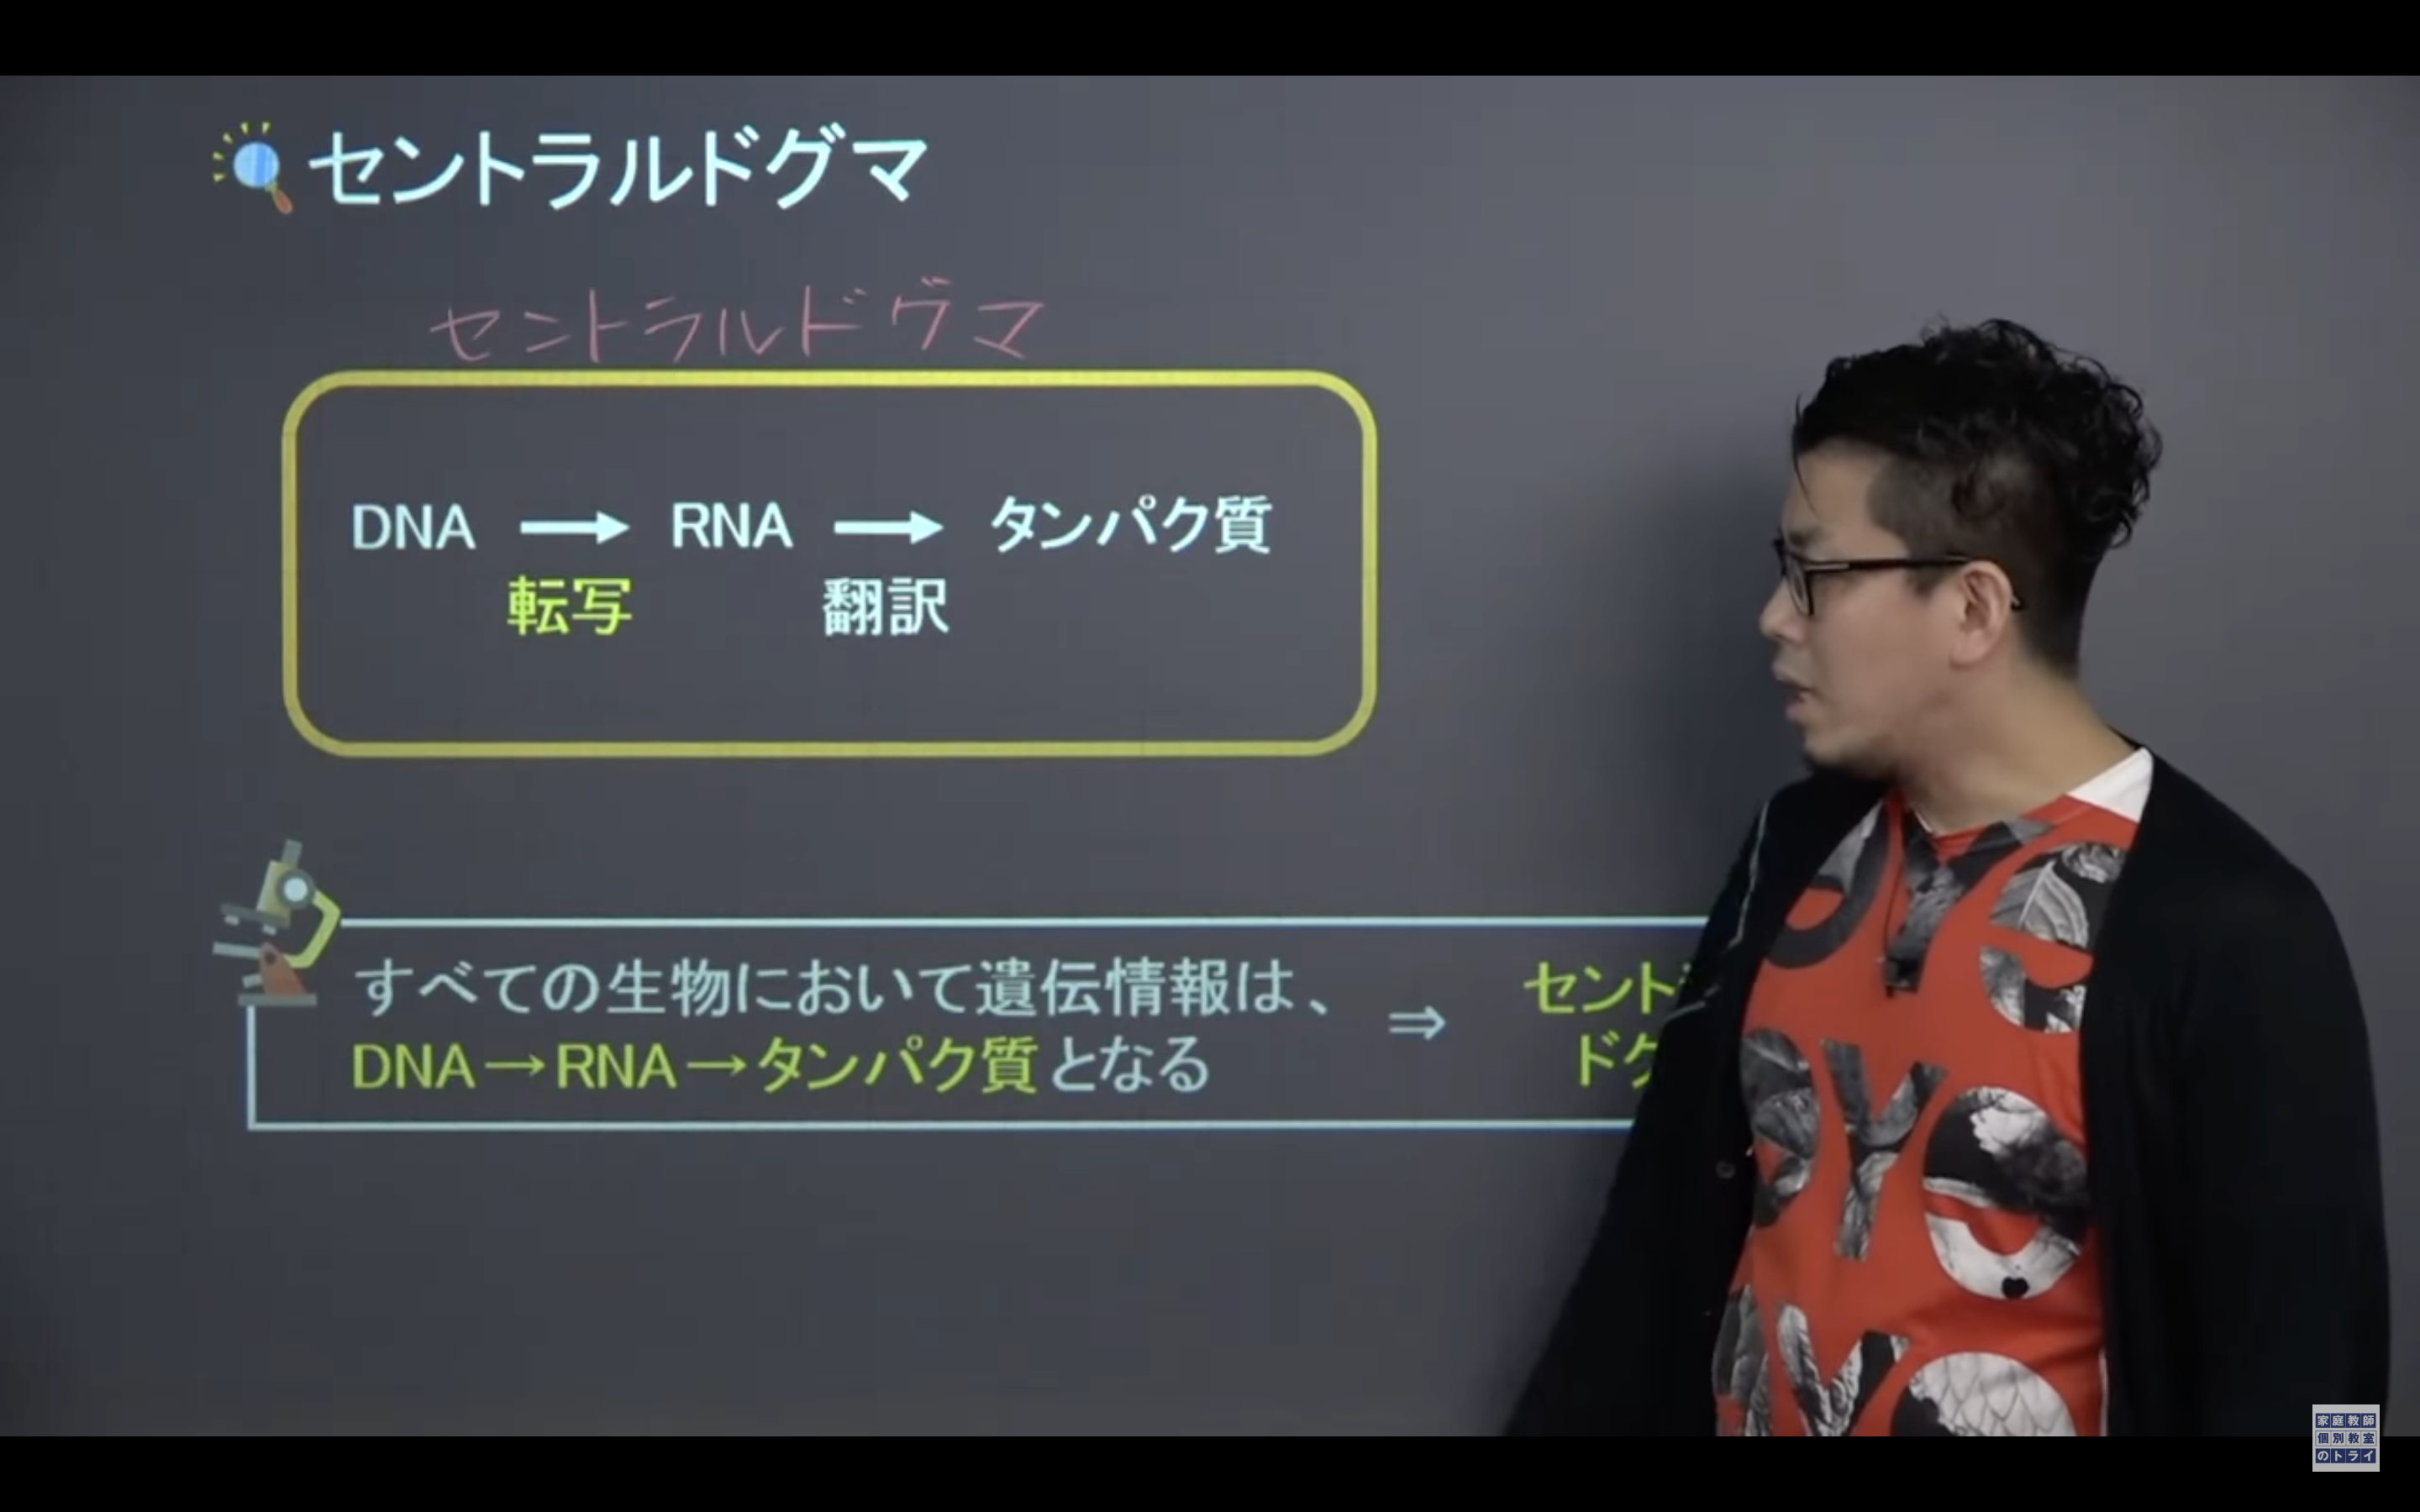 セントラルドグマ
セントラルドグマ
DNA → RNA → タンパク質
転写 翻訳
すべての生物において遺伝情報は、 ⇒ セント
DNA→RNA→タンパク質となる ド
家庭教師
個別教室
のトライ